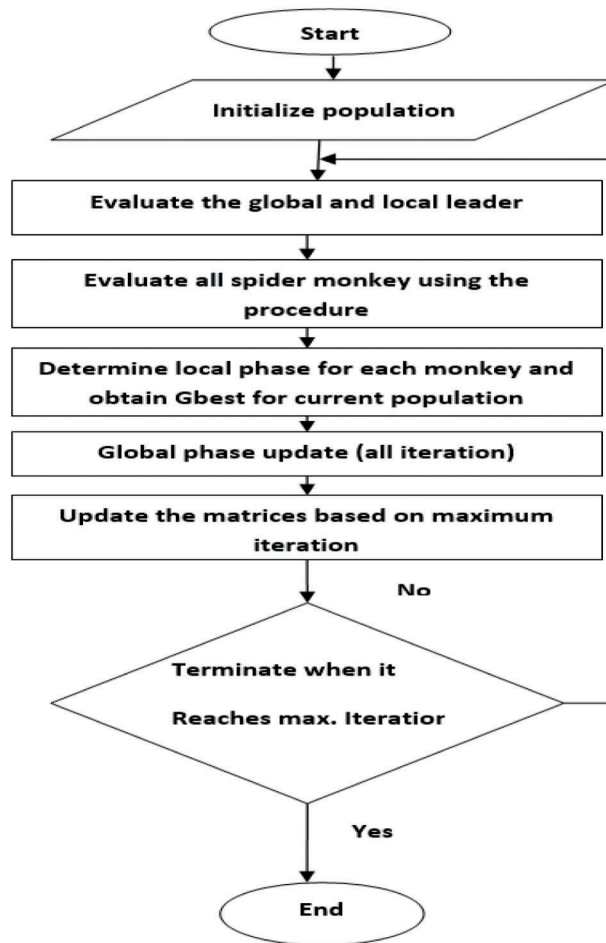 Start
Initialize population
Evaluate the global and local leader
Evaluate all spider monkey using the
procedure
Determine local phase for each monkey and
obtain Gbest for current population
Global phase update (all iteration)
Update the matrices based on maximum
iteration
No
Terminate when it
Reaches max. Iteratior
Yes
End